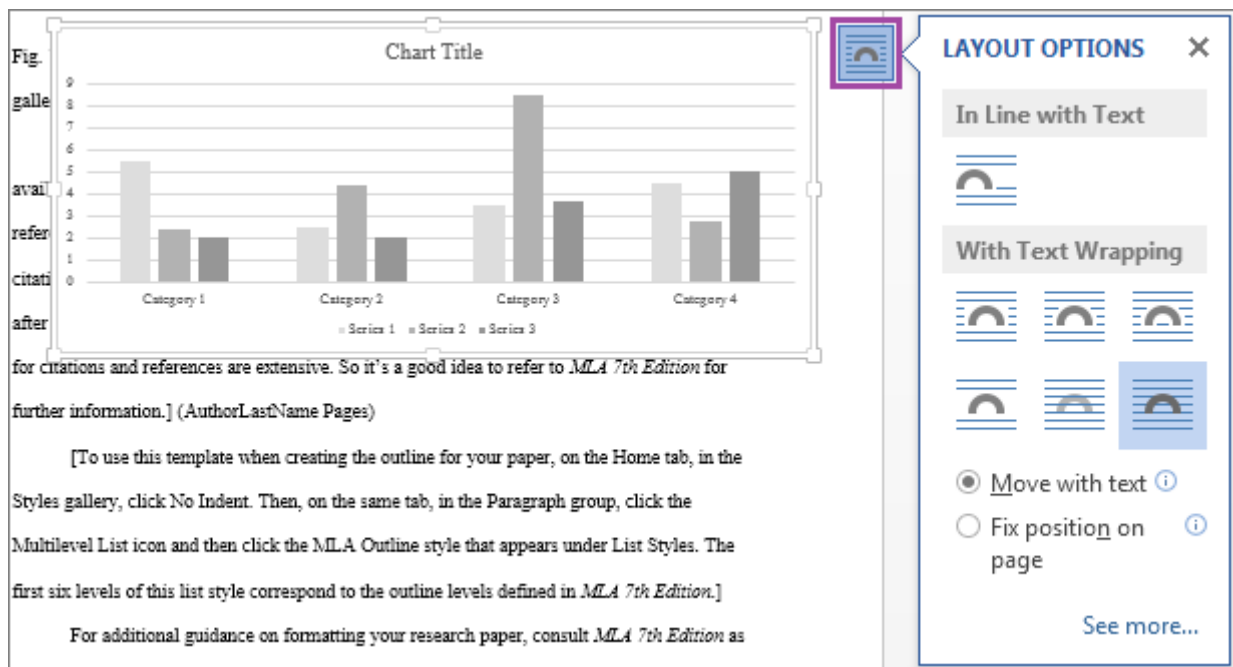 Fig.
galle
avail
refer
citati
after
Chart Title
9
8
7
6
5
4
3
2
1
0
Category 1 Category 2 Category 3 Category 4
Series 1 Series 2 Series 3
for citations and references are extensive. So it's a good idea to refer to MLA 7th Edition for
further information.] (AuthorLastName Pages)
[To use this template when creating the outline for your paper, on the Home tab, in the
Styles gallery, click No Indent. Then, on the same tab, in the Paragraph group, click the
Multilevel List icon and then click the MLA Outline style that appears under List Styles. The
first six levels of this list style correspond to the outline levels defined in MLA 7th Edition.]
For additional guidance on formatting your research paper, consult MLA 7th Edition as
LAYOUT OPTIONS
In Line with Text
With Text Wrapping
Move with text
Fix position on
page
See more...